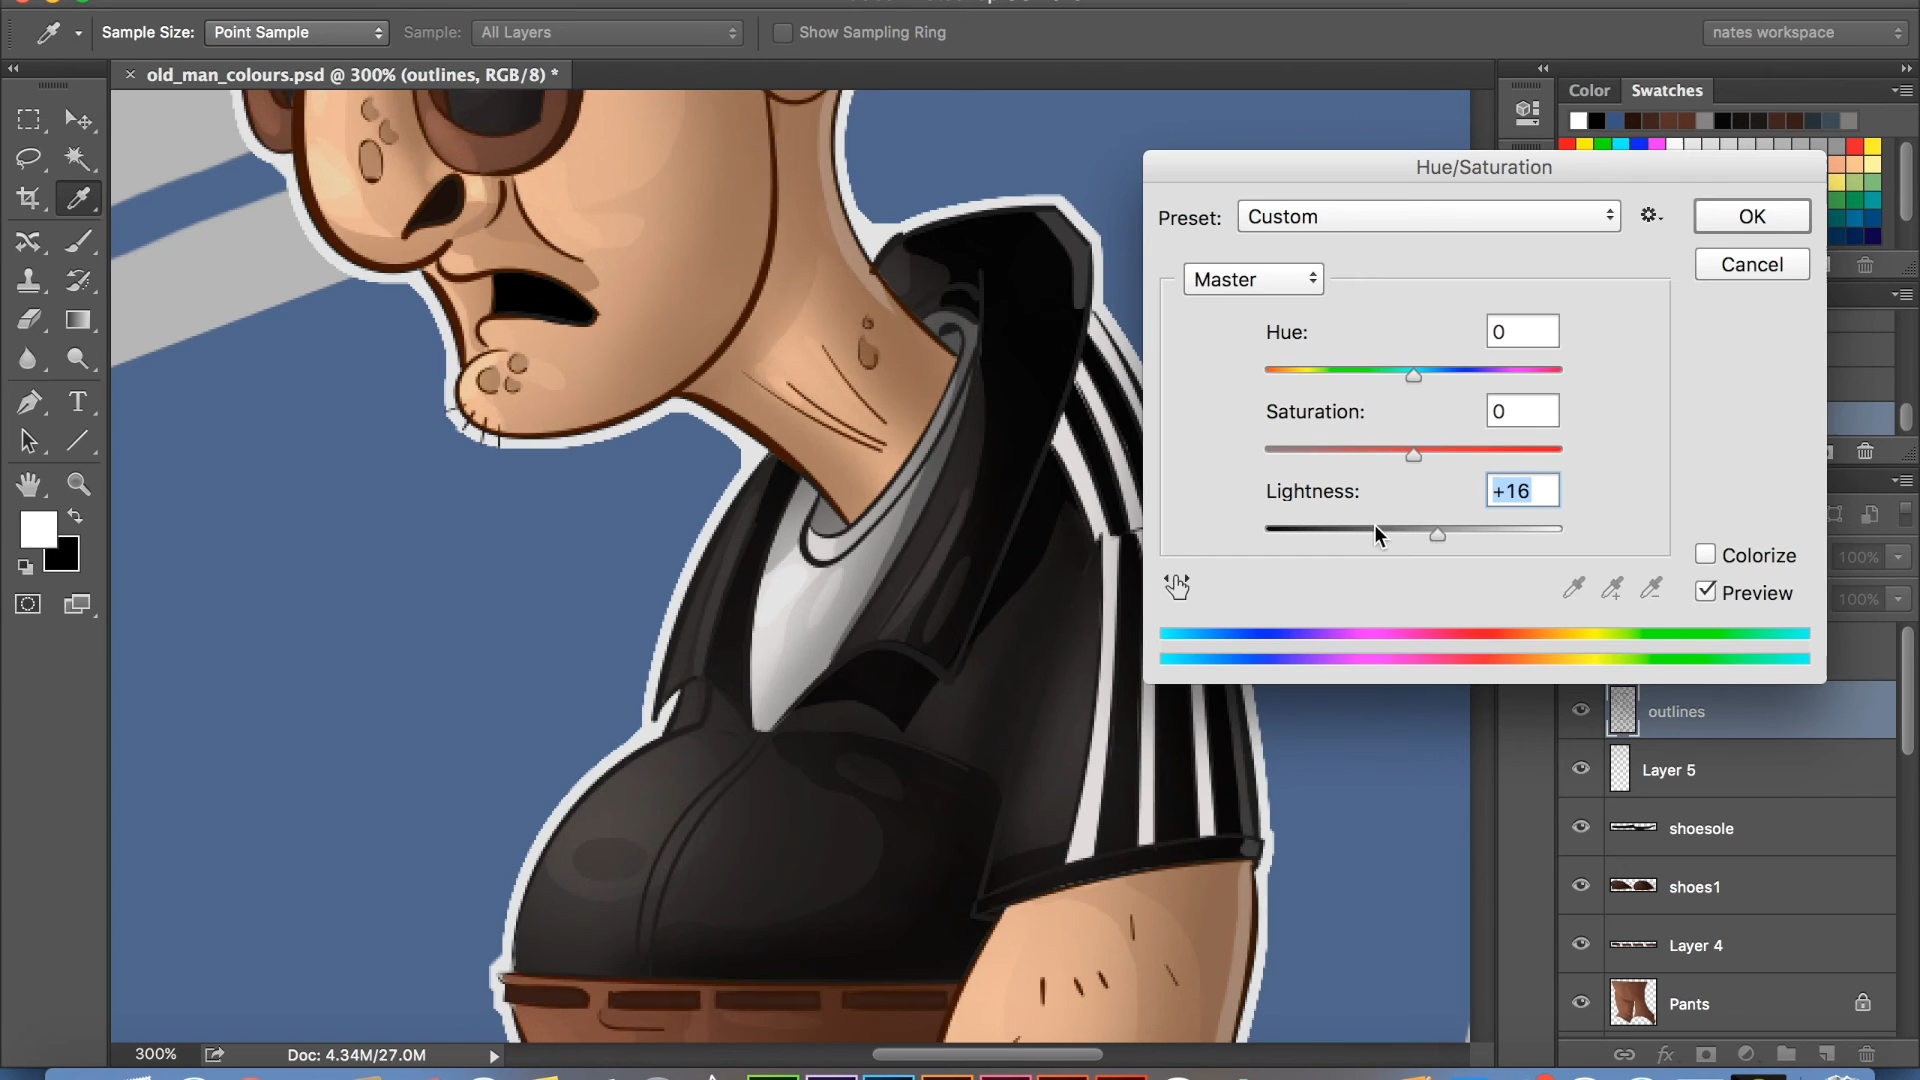 Sample Size: Point Sample Sample: All Layers Show Sampling Ring nates workspace
× old_man_colours.psd @ 300% (outlines, RGB/8) *
Color Swatches
Hue/Saturation
Preset: Custom OK
Cancel
Master
Hue: 0
Saturation: 0
Lightness: +16
Colorize
Preview
100%
100%
outlines
Layer 5
shoesole
shoes1
Layer 4
Pants
T
fx
300% Doc: 4.34M/27.0M